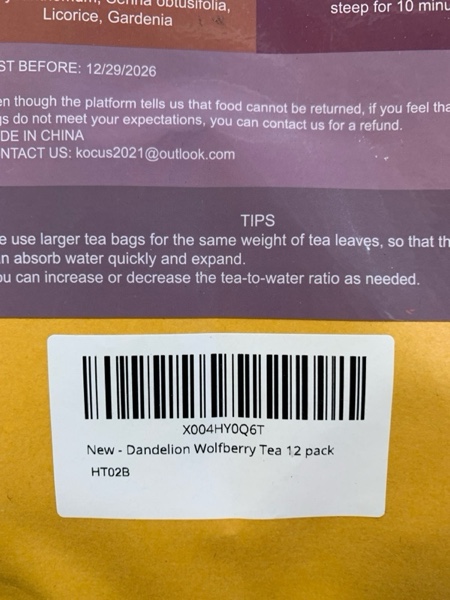 obtusifolia,
Licorice, Gardenia
steep for 10 minu
ST BEFORE: 12/29/2026
en though the platform tells us that food cannot be returned, if you feel tha
gs do not meet your expectations, you can contact us for a refund.
DE IN CHINA
NTACT US: kocus2021@outlook.com
TIPS
e use larger tea bags for the same weight of tea leaves, so that th
n absorb water quickly and expand.
ou can increase or decrease the tea-to-water ratio as needed.
X004HY0Q6T
New - Dandelion Wolfberry Tea 12 pack
HT02B